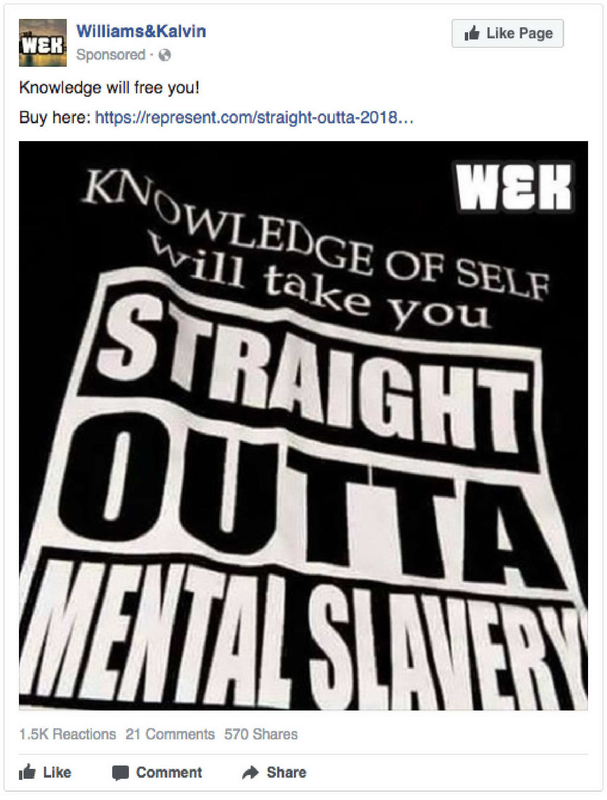 W&K
Williams&Kalvin
Like Page
Sponsored ·
Knowledge will free you!
Buy here: https://represent.com/straight-outta-2018...
W&K
KNOWLEDGE OF SELF
will take you
STRAIGHT
OUTTA
MENTAL SLAVERY
1.5K Reactions 21 Comments 570 Shares
Like Comment Share